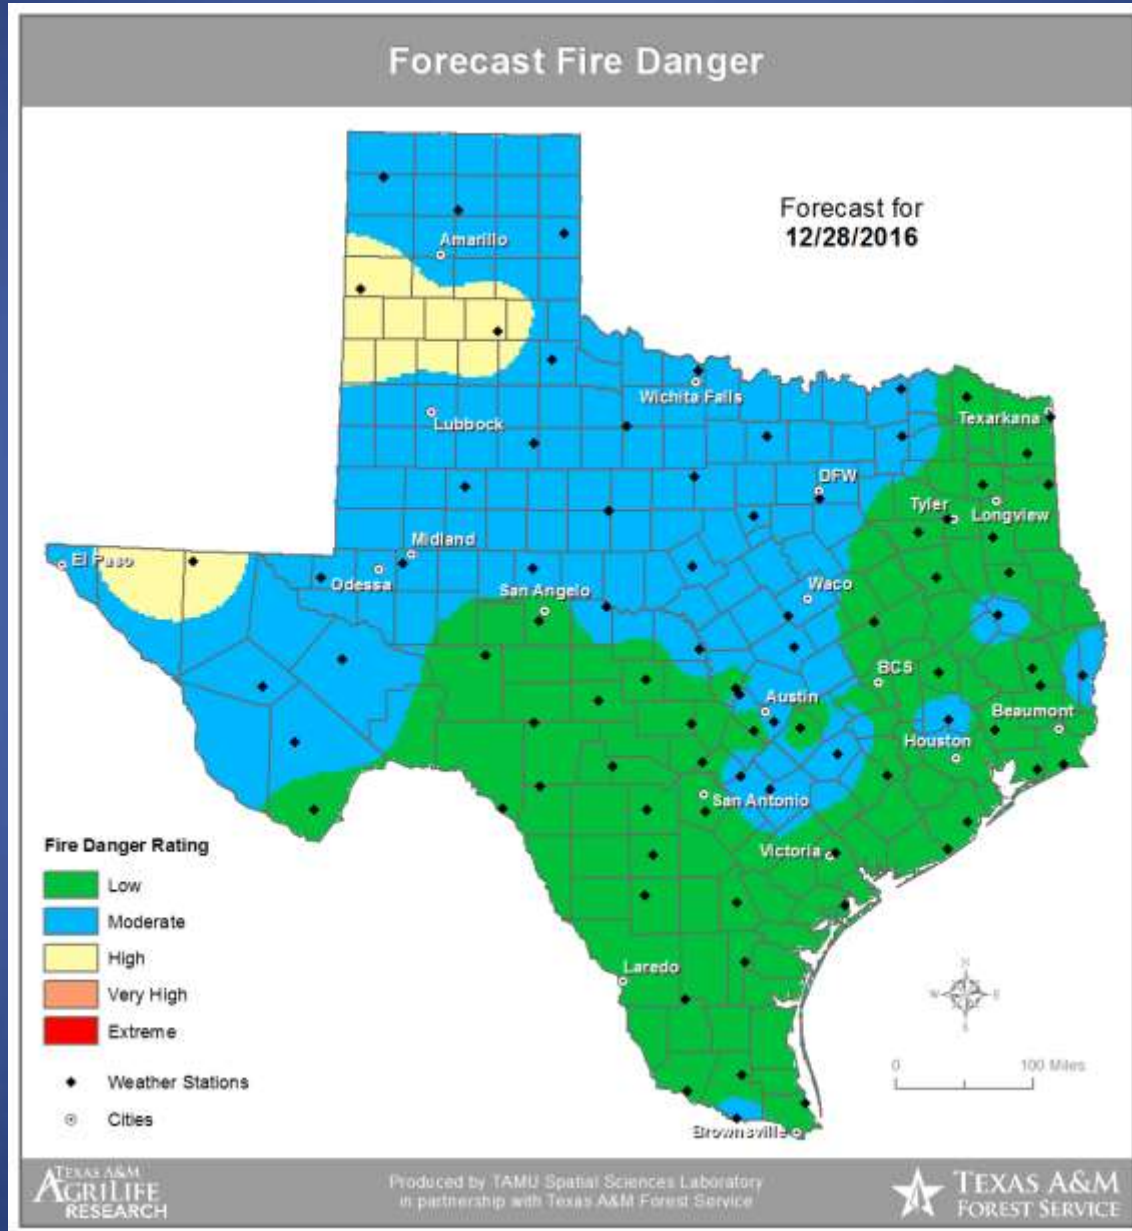 Forecast Fire Danger
Forecast for
12/28/2016
Amarillo
Wichita Falls
Lubbock
Texarkana
DFW
Tyler
Longview
El Paso
Midland
Odessa
San Angelo
Waco
BCS
Austin
Beaumont
Houston
San Antonio
Victoria
Laredo
Brownsville
Fire Danger Rating
Low
Moderate
High
Very High
Extreme
Weather Stations
Cities
N
W
E
S
0
100 Miles
TEXAS A&M
AGRILIFE
RESEARCH
Produced by TAMU Spatial Sciences Laboratory
in partnership with Texas A&M Forest Service
TEXAS A&M
FOREST SERVICE